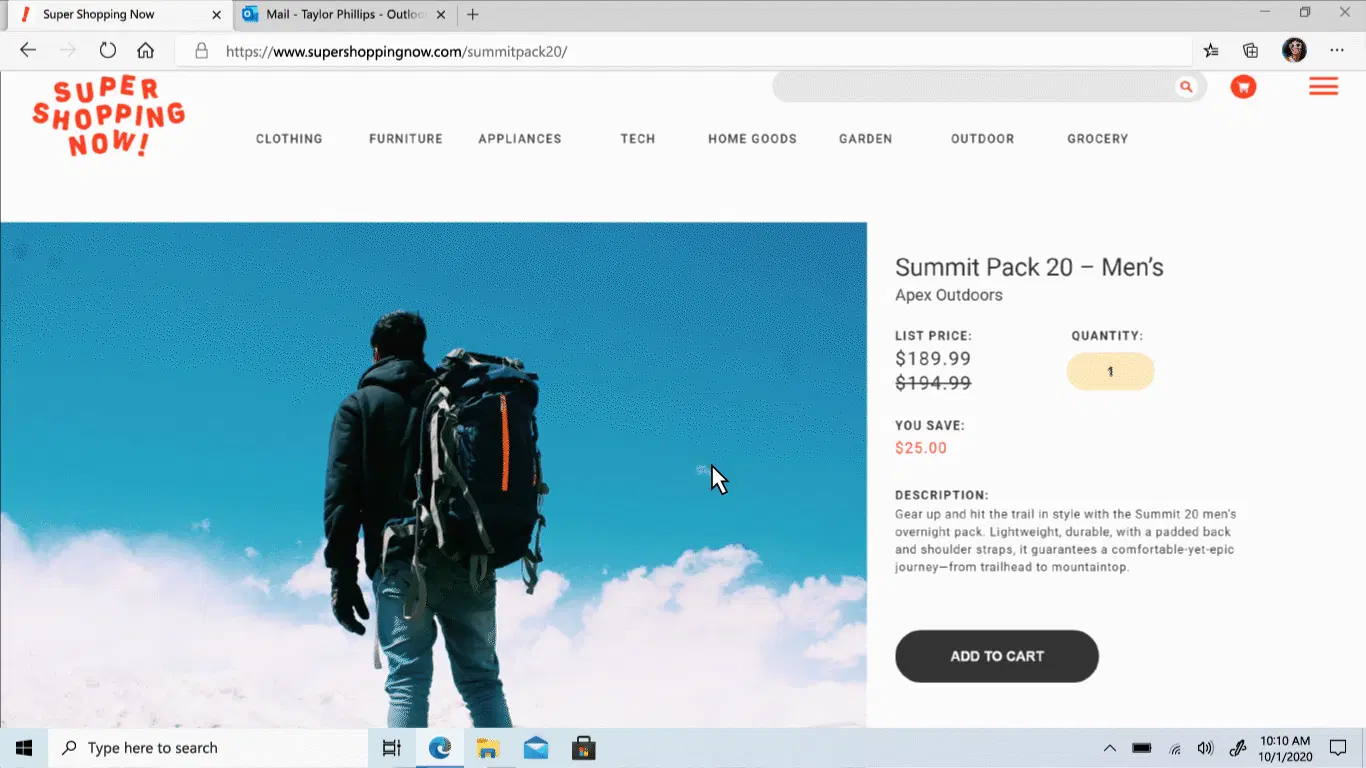 Super Shopping Now
Mail - Taylor Phillips - Outloo
https://www.supershoppingnow.com/summitpack20/
SUPER
SHOPPING
NOW!
CLOTHING FURNITURE APPLIANCES TECH HOME GOODS GARDEN OUTDOOR GROCERY
Summit Pack 20 – Men's
Apex Outdoors
LIST PRICE: QUANTITY:
$189.99 1
$194.99
YOU SAVE:
$25.00
DESCRIPTION:
Gear up and hit the trail in style with the Summit 20 men's
overnight pack. Lightweight, durable, with a padded back
and shoulder straps, it guarantees a comfortable-yet-epic
journey—from trailhead to mountaintop.
ADD TO CART
Type here to search
10:10 AM
10/1/2020